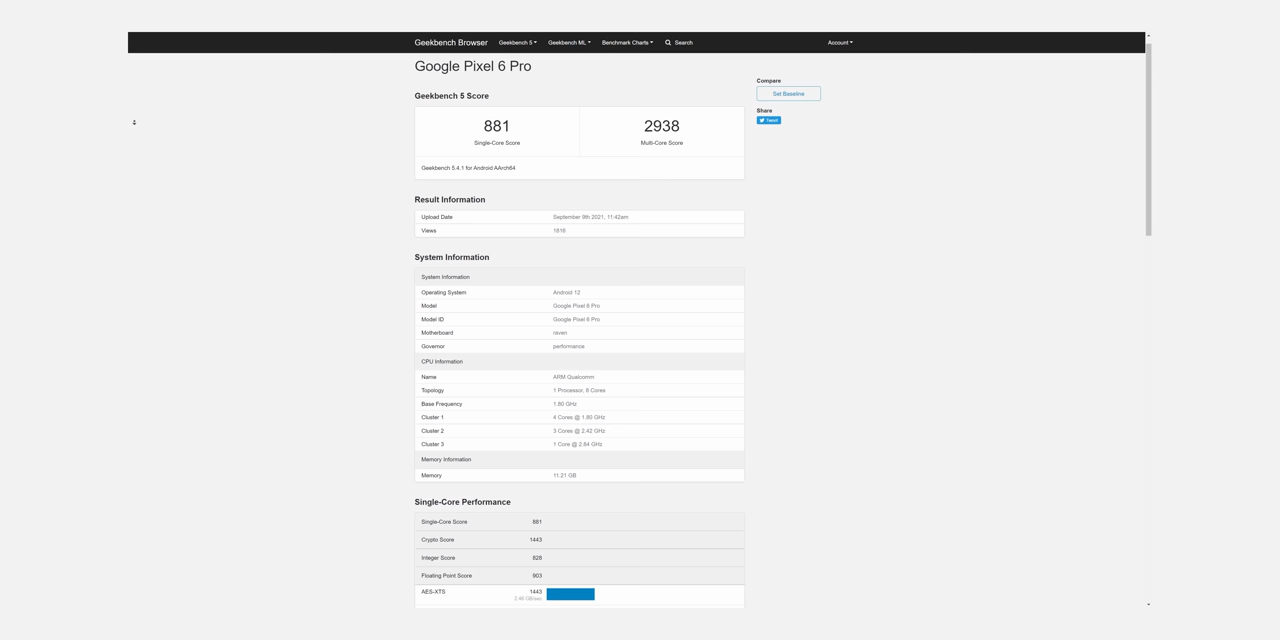 Geekbench Browser Geekbench 5 Geekbench ML Benchmark Charts Search Account
Google Pixel 6 Pro
Compare
Set Baseline
Share
Tweet
Geekbench 5 Score
881 2938
Single-Core Score Multi-Core Score
Geekbench 5.4.1 for Android AArch64
Result Information
Upload Date September 9th 2021, 11:42am
Views 1816
System Information
System Information
Operating System Android 12
Model Google Pixel 6 Pro
Model ID Google Pixel 6 Pro
Motherboard raven
Governor performance
CPU Information
Name ARM Qualcomm
Topology 1 Processor, 8 Cores
Base Frequency 1.80 GHz
Cluster 1 4 Cores @ 1.80 GHz
Cluster 2 3 Cores @ 2.42 GHz
Cluster 3 1 Core @ 2.84 GHz
Memory Information
Memory 11.21 GB
Single-Core Performance
Single-Core Score 881
Crypto Score 1443
Integer Score 828
Floating Point Score 903
AES-XTS 1443
2.46 GB/sec